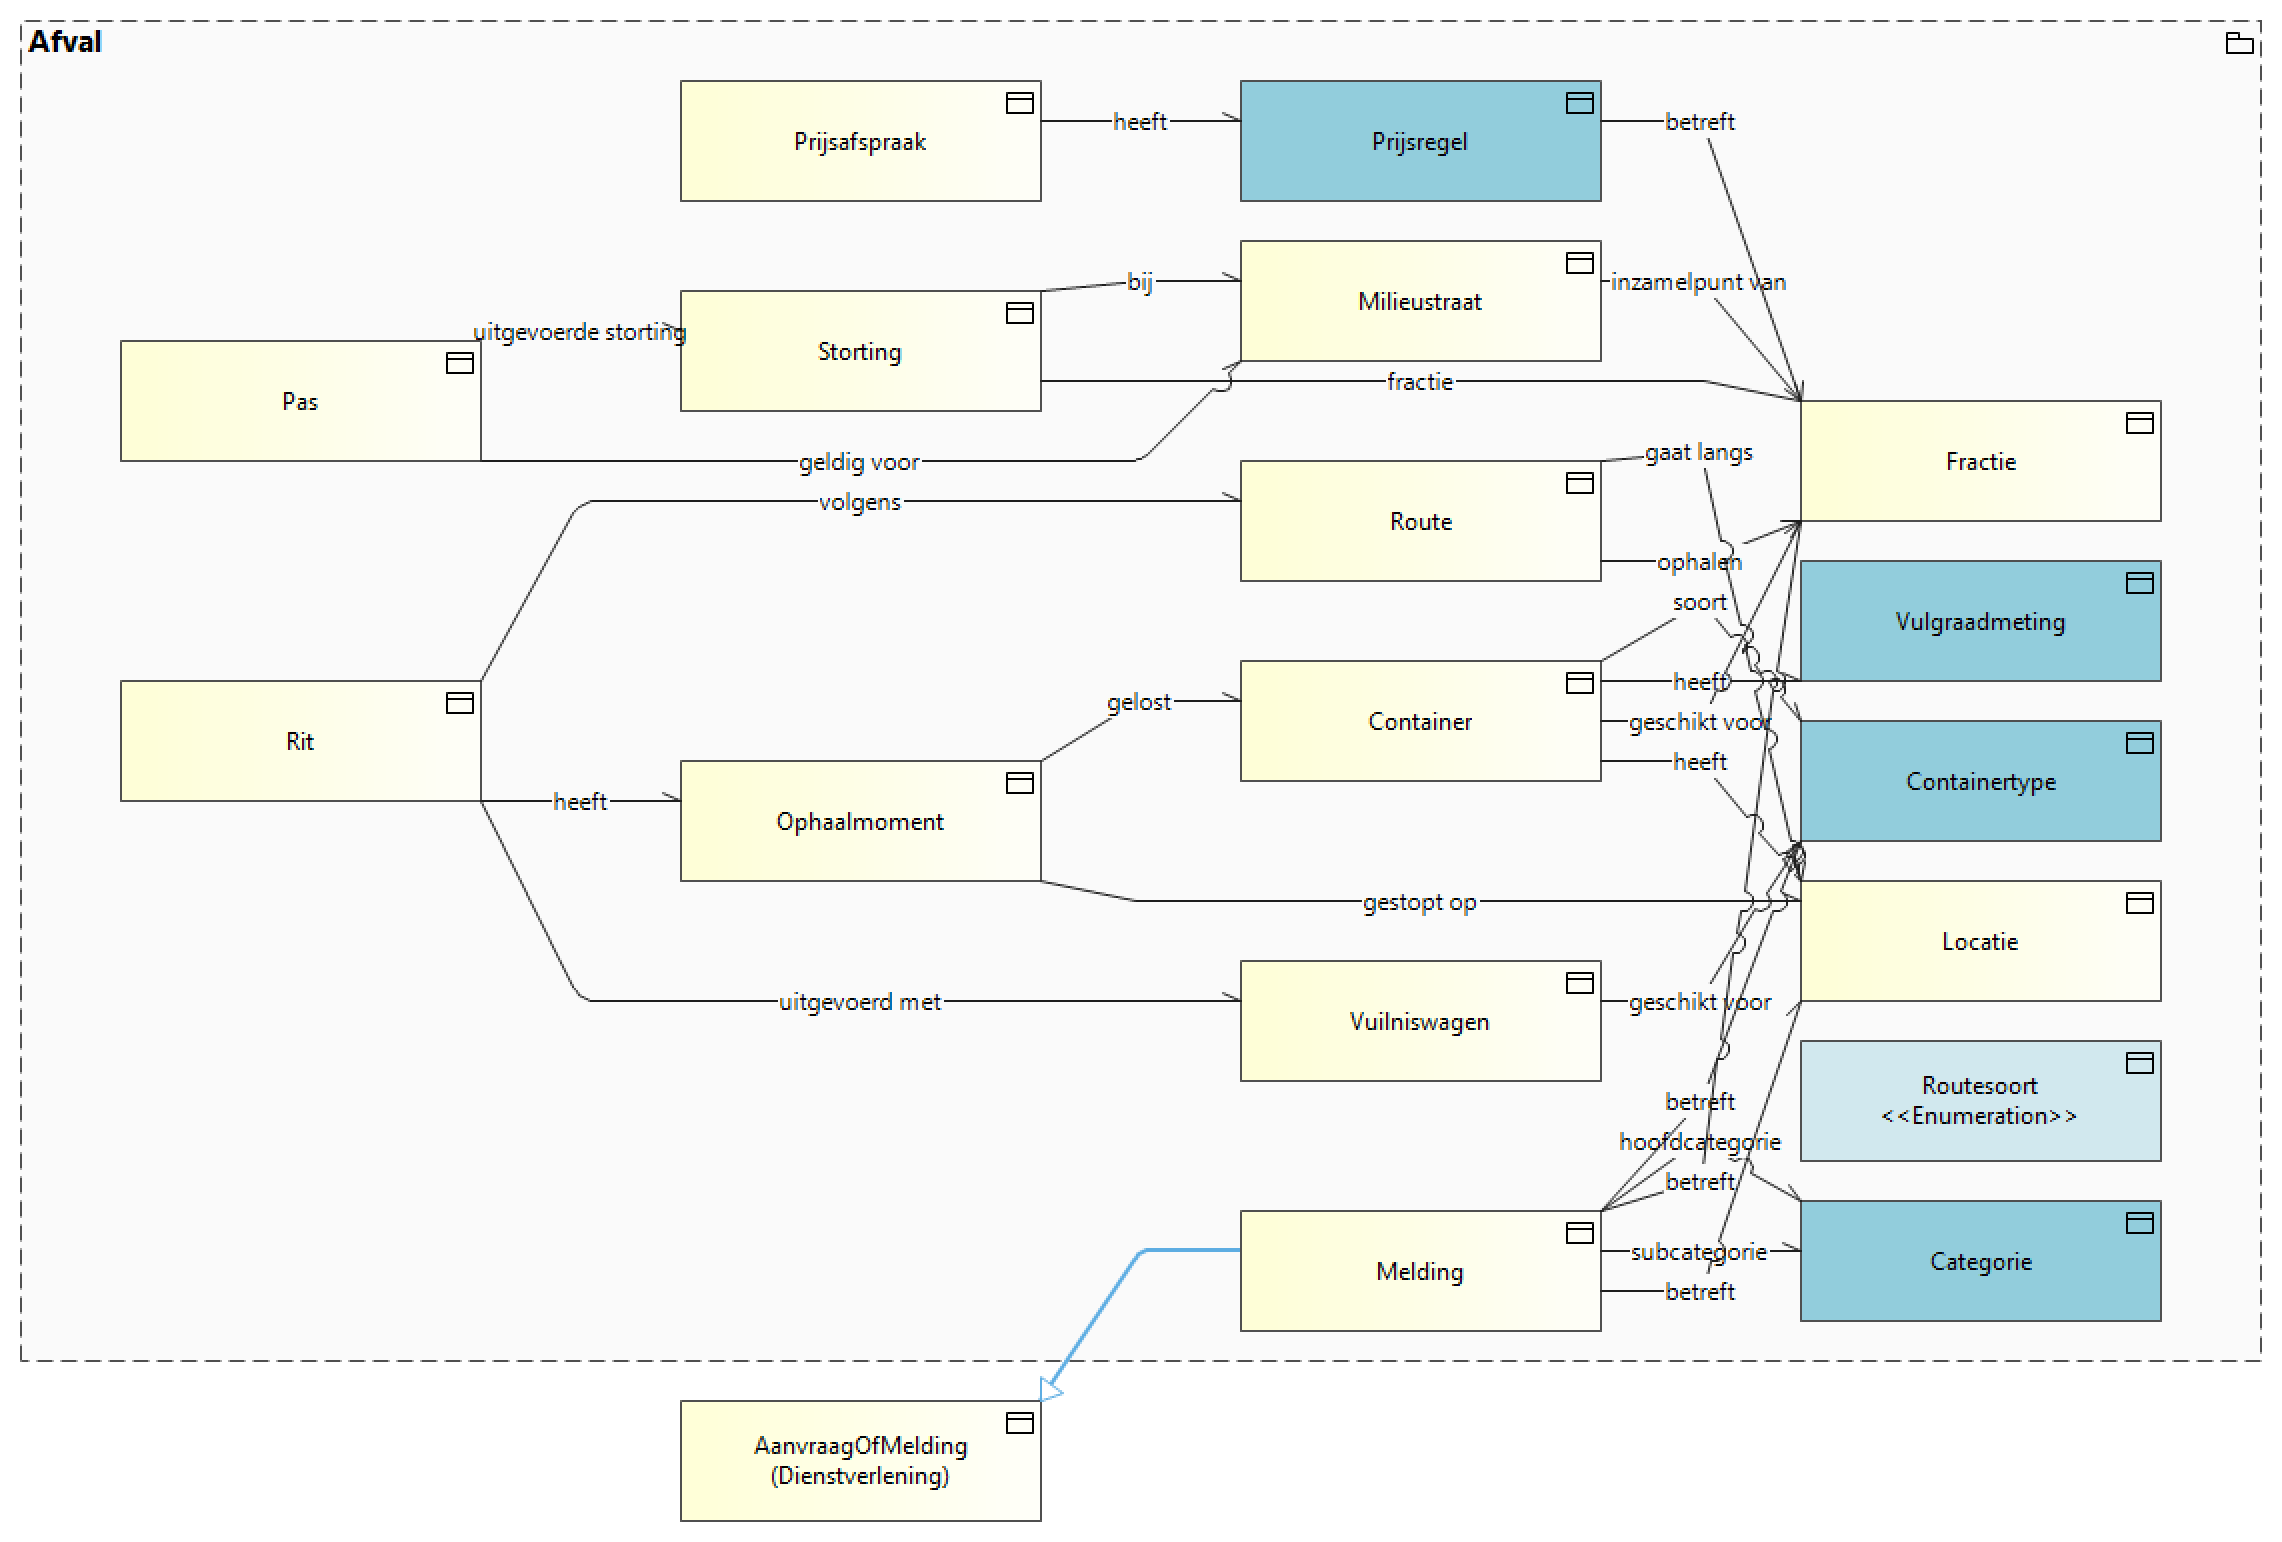 Afval
Prijsafspraak
heeft
Prijsregel
betreft
bij
Milieustraat
inzamelpunt van
uitgevoerde storting
Storting
fractie
Pas
geldig voor
gaat langs
Fractie
volgens
Route
ophalen
soort
Vulgraadmeting
heeft
gelost
Container
geschikt voor
Rit
heeft
Containertype
heeft
Ophaalmoment
gestopt op
Locatie
uitgevoerd met
Vuilniswagen
geschikt voor
Routesoort
<<Enumeration>>
betreft
hoofdcategorie
betreft
Melding
subcategorie
Categorie
betreft
AanvraagOfMelding
(Dienstverlening)